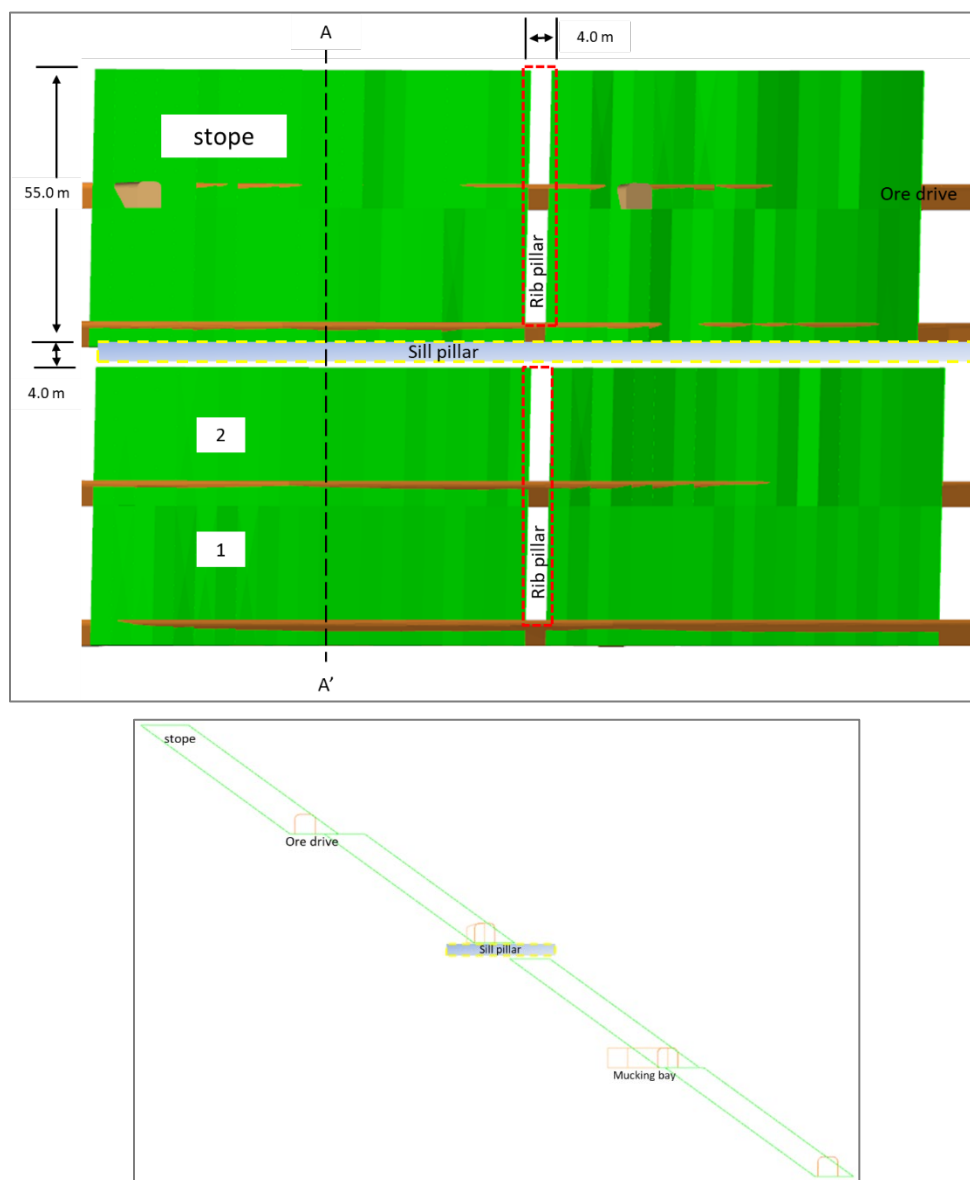 A
4.0 m
stope
55.0 m
Ore drive
Rib pillar
Sill pillar
4.0 m
2
1
Rib pillar
A’
stope
Ore drive
Sill pillar
Mucking bay